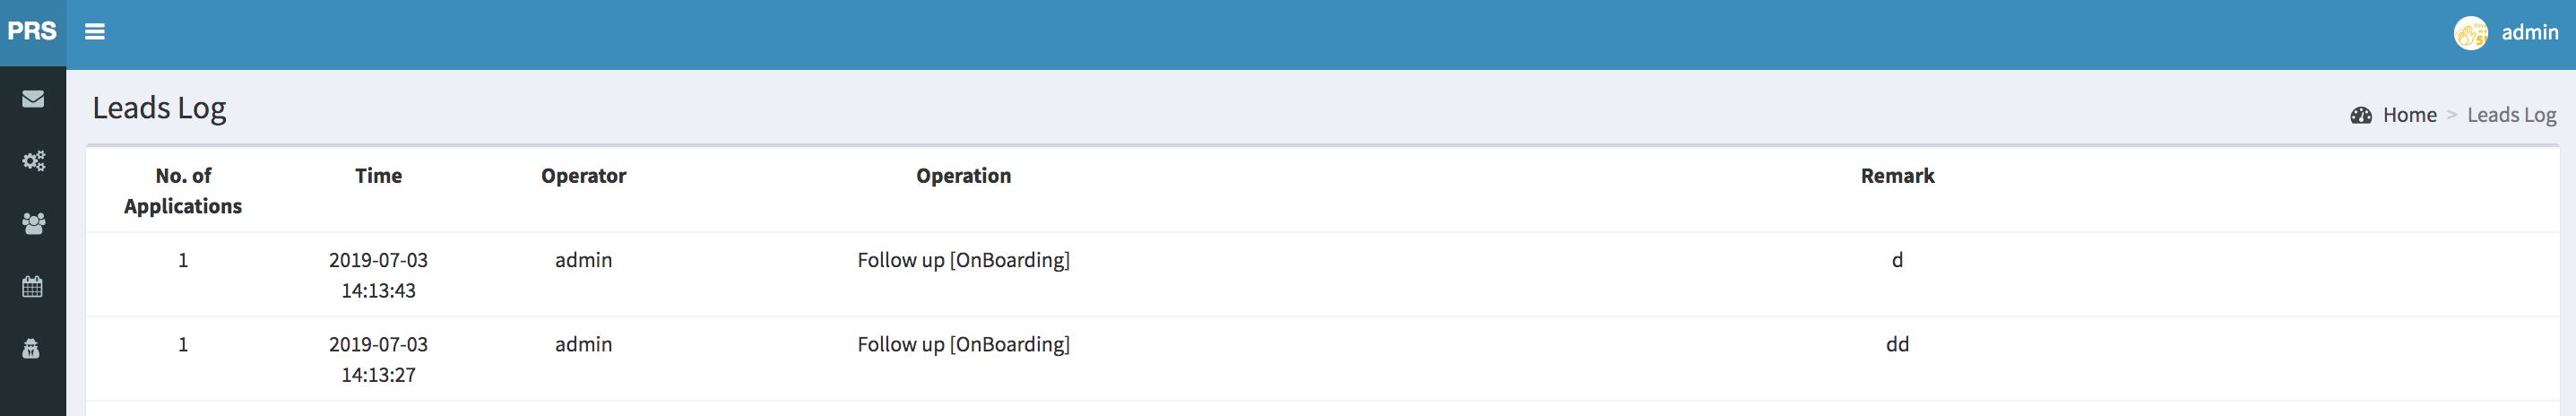 PRS
admin
Leads Log
Home > Leads Log
No. of
Applications
Time
Operator
Operation
Remark
1
2019-07-03
14:13:43
admin
Follow up [OnBoarding]
d
1
2019-07-03
14:13:27
admin
Follow up [OnBoarding]
dd